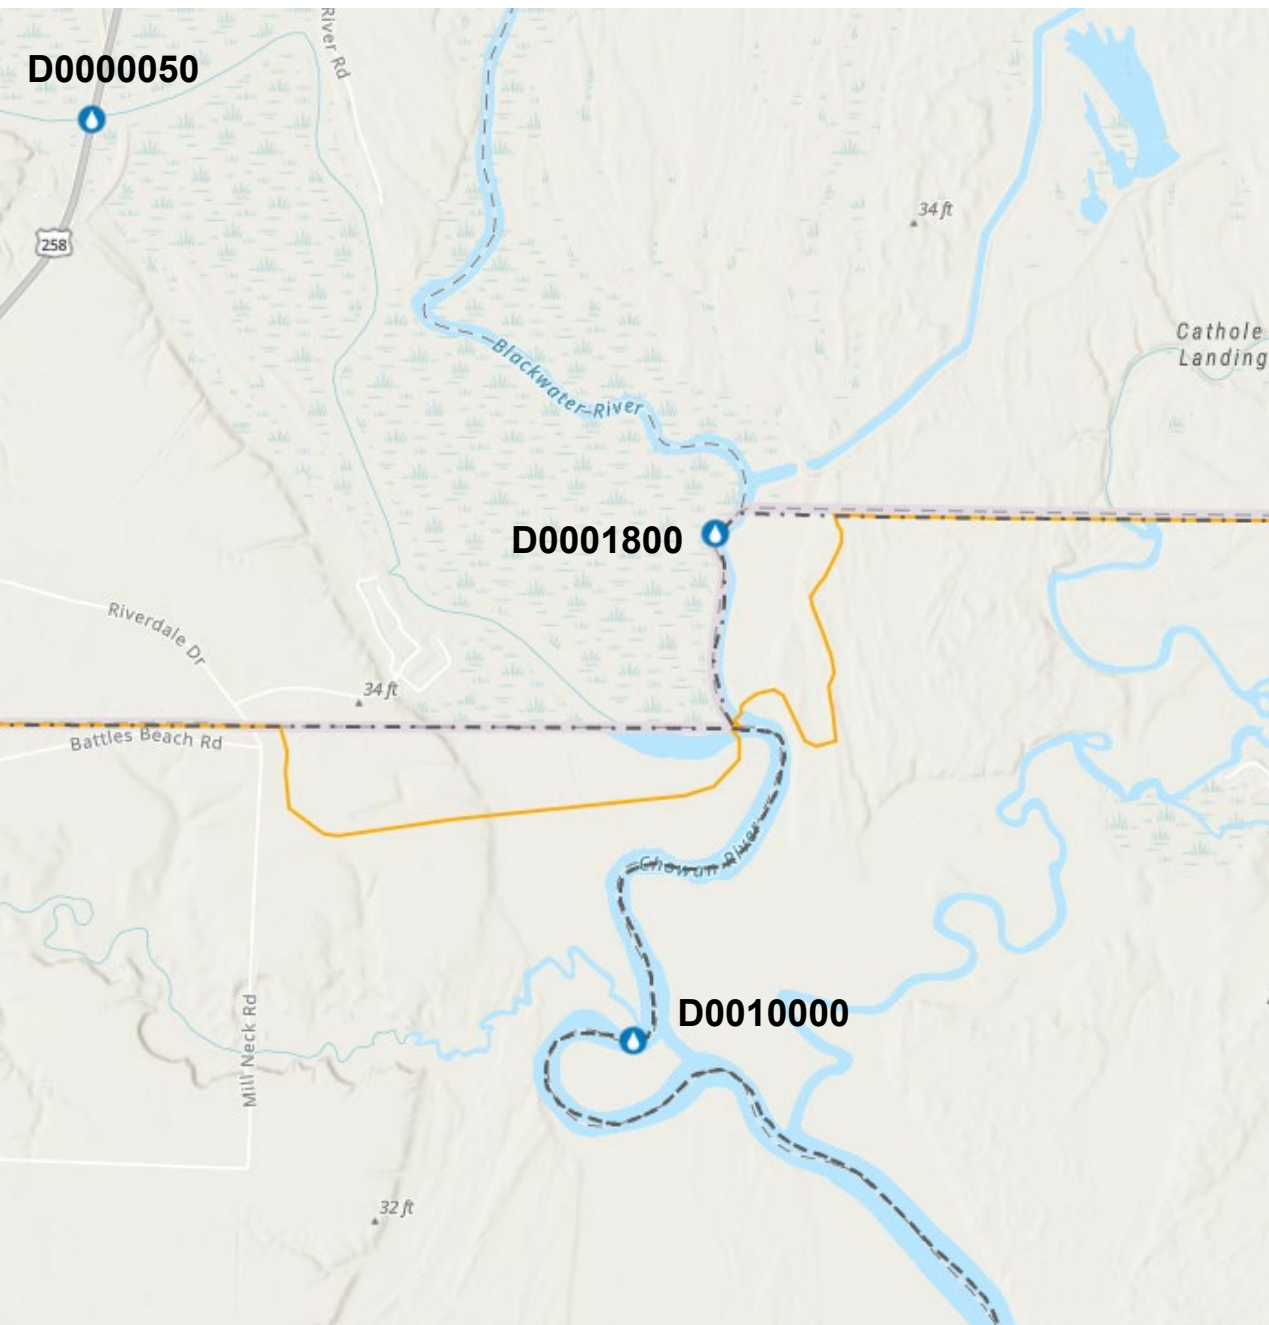 River Rd
D0000050
258
34 ft
Blackwater River
Cathole
Landing
D0001800
Riverdale Dr
34 ft
Battles Beach Rd
Chowan River
D0010000
Mill Neck Rd
32 ft